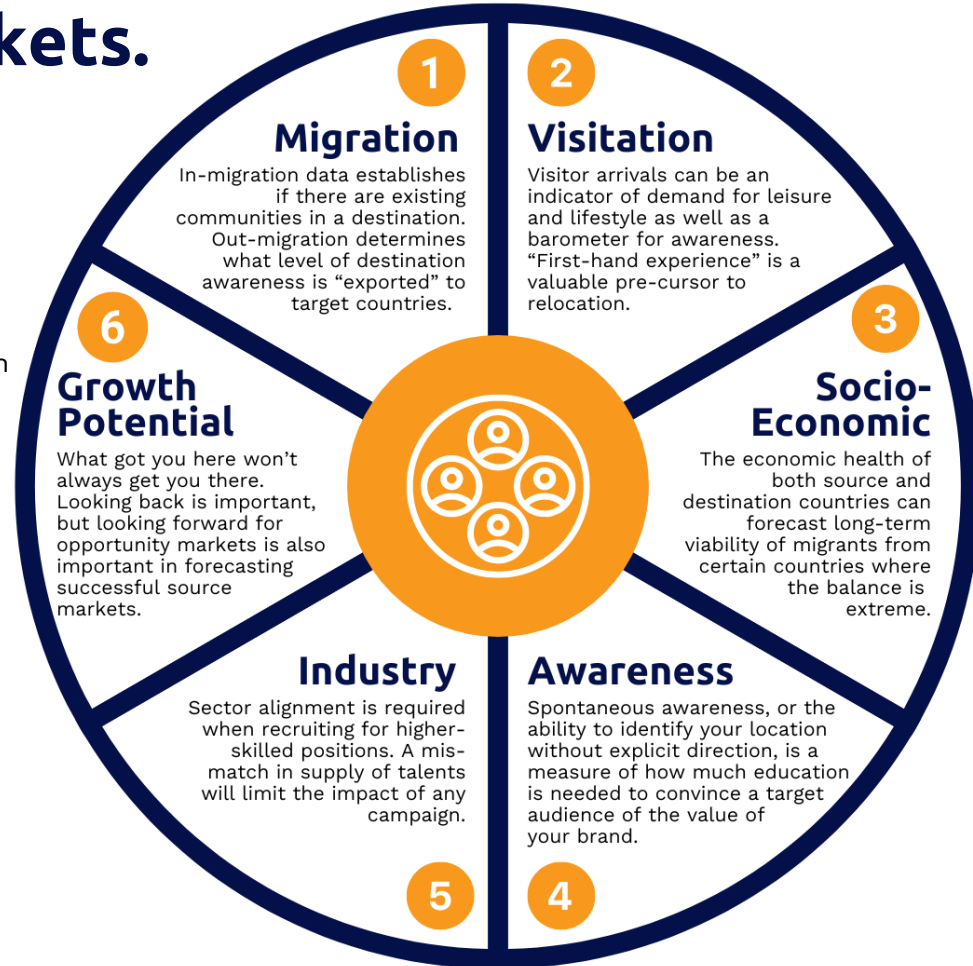 kets.
1
Migration
In-migration data establishes
if there are existing
communities in a destination.
Out-migration determines
what level of destination
awareness is “exported” to
target countries.
2
Visitation
Visitor arrivals can be an
indicator of demand for leisure
and lifestyle as well as a
barometer for awareness.
“First-hand experience” is a
valuable pre-cursor to
relocation.
3
Socio-
Economic
The economic health of
both source and
destination countries can
forecast long-term
viability of migrants from
certain countries where
the balance is
extreme.
Awareness
Spontaneous awareness, or the
ability to identify your location
without explicit direction, is a
measure of how much education
is needed to convince a target
audience of the value of
your brand.
4
Industry
Sector alignment is required
when recruiting for higher-
skilled positions. A mis-
match in supply of talents
will limit the impact of any
campaign.
5
6
Growth
Potential
What got you here won’t
always get you there.
Looking back is important,
but looking forward for
opportunity markets is also
important in forecasting
successful source
markets.